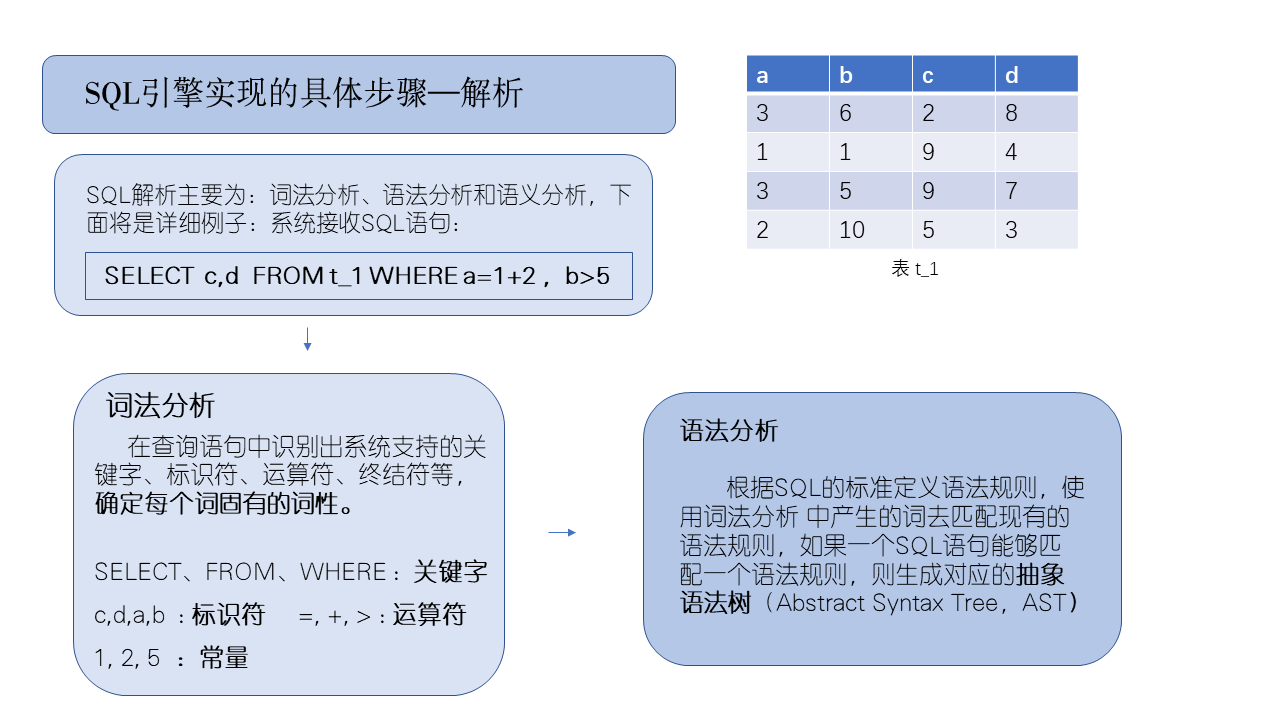 SQL引擎实现的具体步骤—解析
SQL解析主要为：词法分析、语法分析和语义分析，下
面将是详细例子：系统接收SQL语句：
SELECT c,d FROM t_1 WHERE a=1+2 , b>5
a b c d
3 6 2 8
1 1 9 4
3 5 9 7
2 10 5 3
表 t_1
词法分析
在查询语句中识别出系统支持的关
键字、标识符、运算符、终结符等，
确定每个词固有的词性。
SELECT、FROM、WHERE：关键字
c,d,a,b : 标识符 =, +, > : 运算符
1, 2, 5 ：常量
语法分析
根据SQL的标准定义语法规则，使
用词法分析 中产生的词去匹配现有的
语法规则，如果一个SQL语句能够匹
配一个语法规则，则生成对应的抽象
语法树（Abstract Syntax Tree，AST）